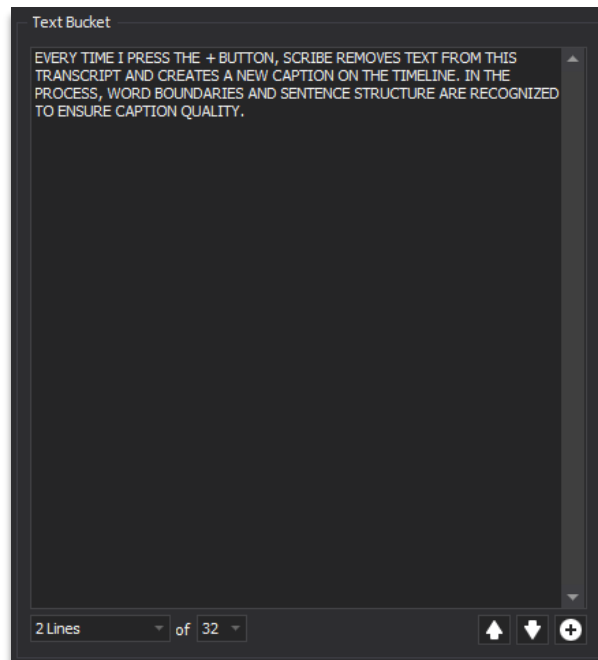 Text Bucket
EVERY TIME I PRESS THE + BUTTON, SCRIBE REMOVES TEXT FROM THIS
TRANSCRIPT AND CREATES A NEW CAPTION ON THE TIMELINE. IN THE
PROCESS, WORD BOUNDARIES AND SENTENCE STRUCTURE ARE RECOGNIZED
TO ENSURE CAPTION QUALITY.
2 Lines of 32